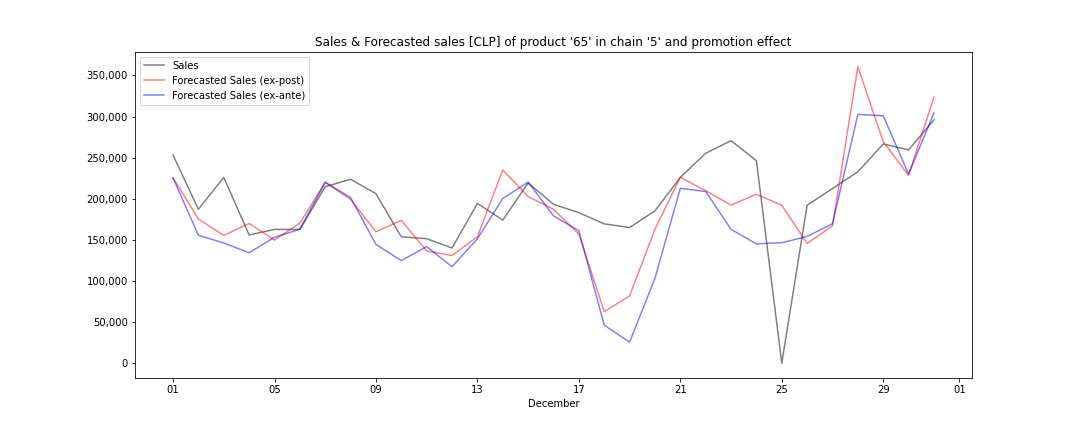 Sales & Forecasted sales [CLP] of product '65' in chain '5' and promotion effect
Sales
Forecasted Sales (ex-post)
Forecasted Sales (ex-ante)
350,000
300,000
250,000
200,000
150,000
100,000
50,000
0
01 05 09 13 17 21 25 29 01
December